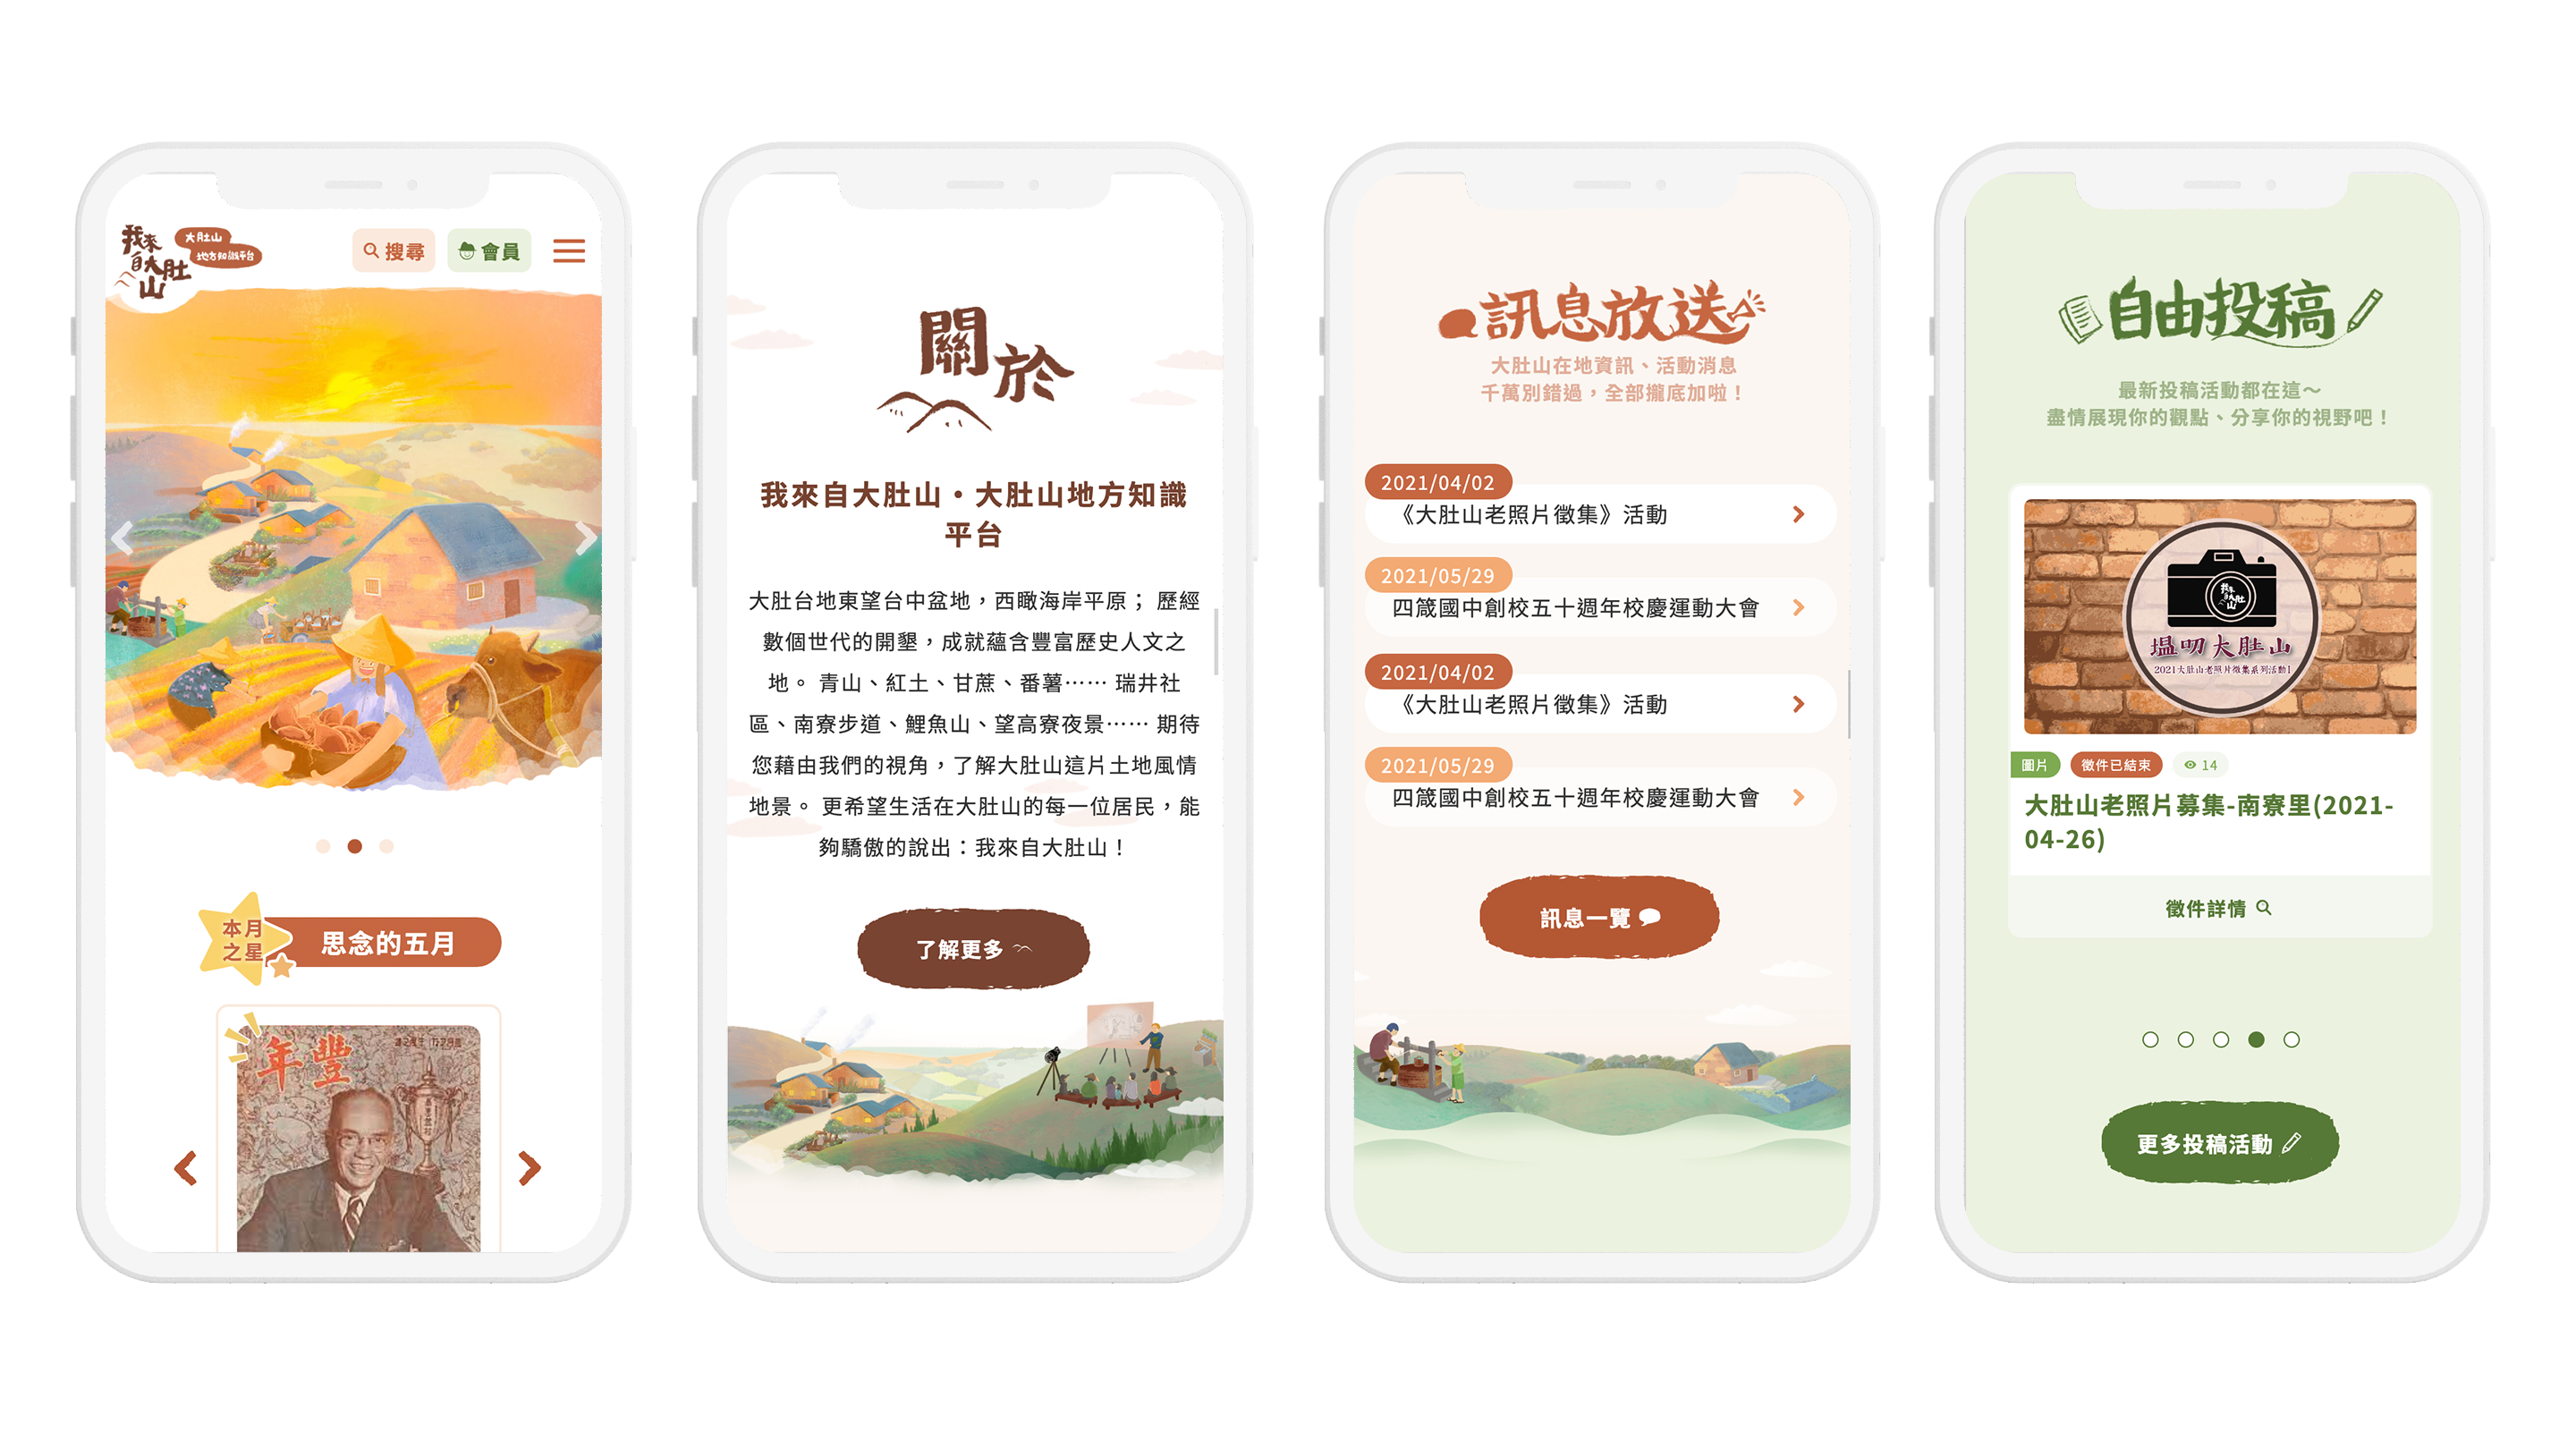 我來
自大肚
山
大肚山
地方知識平台
搜尋
會員
本月
之星
思念的五月
年豐
關於
我來自大肚山・大肚山地方知識
平台
大肚台地東望台中盆地，西瞰海岸平原； 歷經
數個世代的開墾，成就蘊含豐富歷史人文之
地。 青山、紅土、甘蔗、番薯…… 瑞井社
區、南寮步道、鯉魚山、望高寮夜景…… 期待
您藉由我們的視角，了解大肚山這片土地風情
地景。 更希望生活在大肚山的每一位居民，能
夠驕傲的說出：我來自大肚山！
了解更多
訊息放送
大肚山在地資訊、活動消息
千萬別錯過，全部攏底加啦！
2021/04/02
《大肚山老照片徵集》活動
2021/05/29
四箴國中創校五十週年校慶運動大會
2021/04/02
《大肚山老照片徵集》活動
2021/05/29
四箴國中創校五十週年校慶運動大會
訊息一覽
自由投稿
最新投稿活動都在這～
盡情展現你的觀點、分享你的視野吧！
我來
自大肚
山
塭叨大肚山
2021大肚山老照片徵集系列活動1
圖片
徵件已結束
14
大肚山老照片募集-南寮里(2021-
04-26)
徵件詳情
更多投稿活動